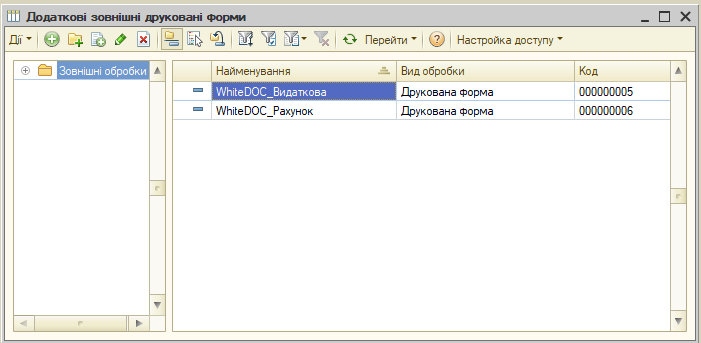 Додаткові зовнішні друковані форми
Дії Перейти Настройка доступу
Зовнішні обробки
Найменування Вид обробки Код
WhiteDOC_Видаткова Друкована форма 000000005
WhiteDOC_Рахунок Друкована форма 000000006